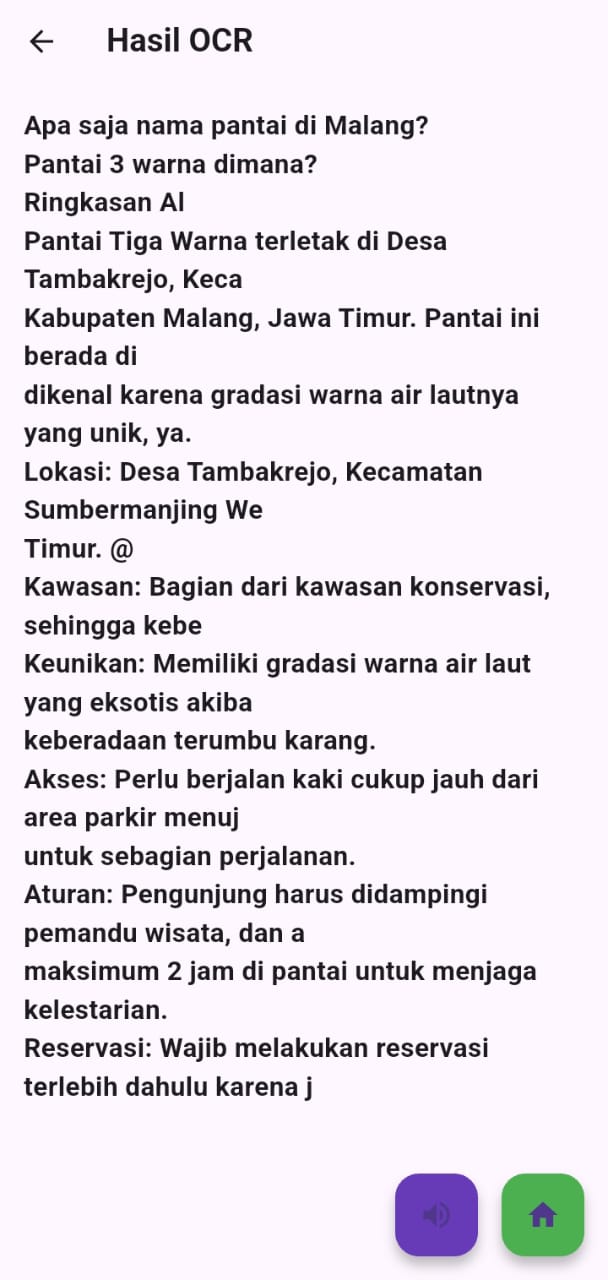 Hasil OCR
Apa saja nama pantai di Malang?
Pantai 3 warna dimana?
Ringkasan Al
Pantai Tiga Warna terletak di Desa
Tambakrejo, Keca
Kabupaten Malang, Jawa Timur. Pantai ini
berada di
dikenal karena gradasi warna air lautnya
yang unik, ya.
Lokasi: Desa Tambakrejo, Kecamatan
Sumbermanjing We
Timur. @
Kawasan: Bagian dari kawasan konservasi,
sehingga kebe
Keunikan: Memiliki gradasi warna air laut
yang eksotis akiba
keberadaan terumbu karang.
Akses: Perlu berjalan kaki cukup jauh dari
area parkir menuj
untuk sebagian perjalanan.
Aturan: Pengunjung harus didampingi
pemandu wisata, dan a
maksimum 2 jam di pantai untuk menjaga
kelestarian.
Reservasi: Wajib melakukan reservasi
terlebih dahulu karena j